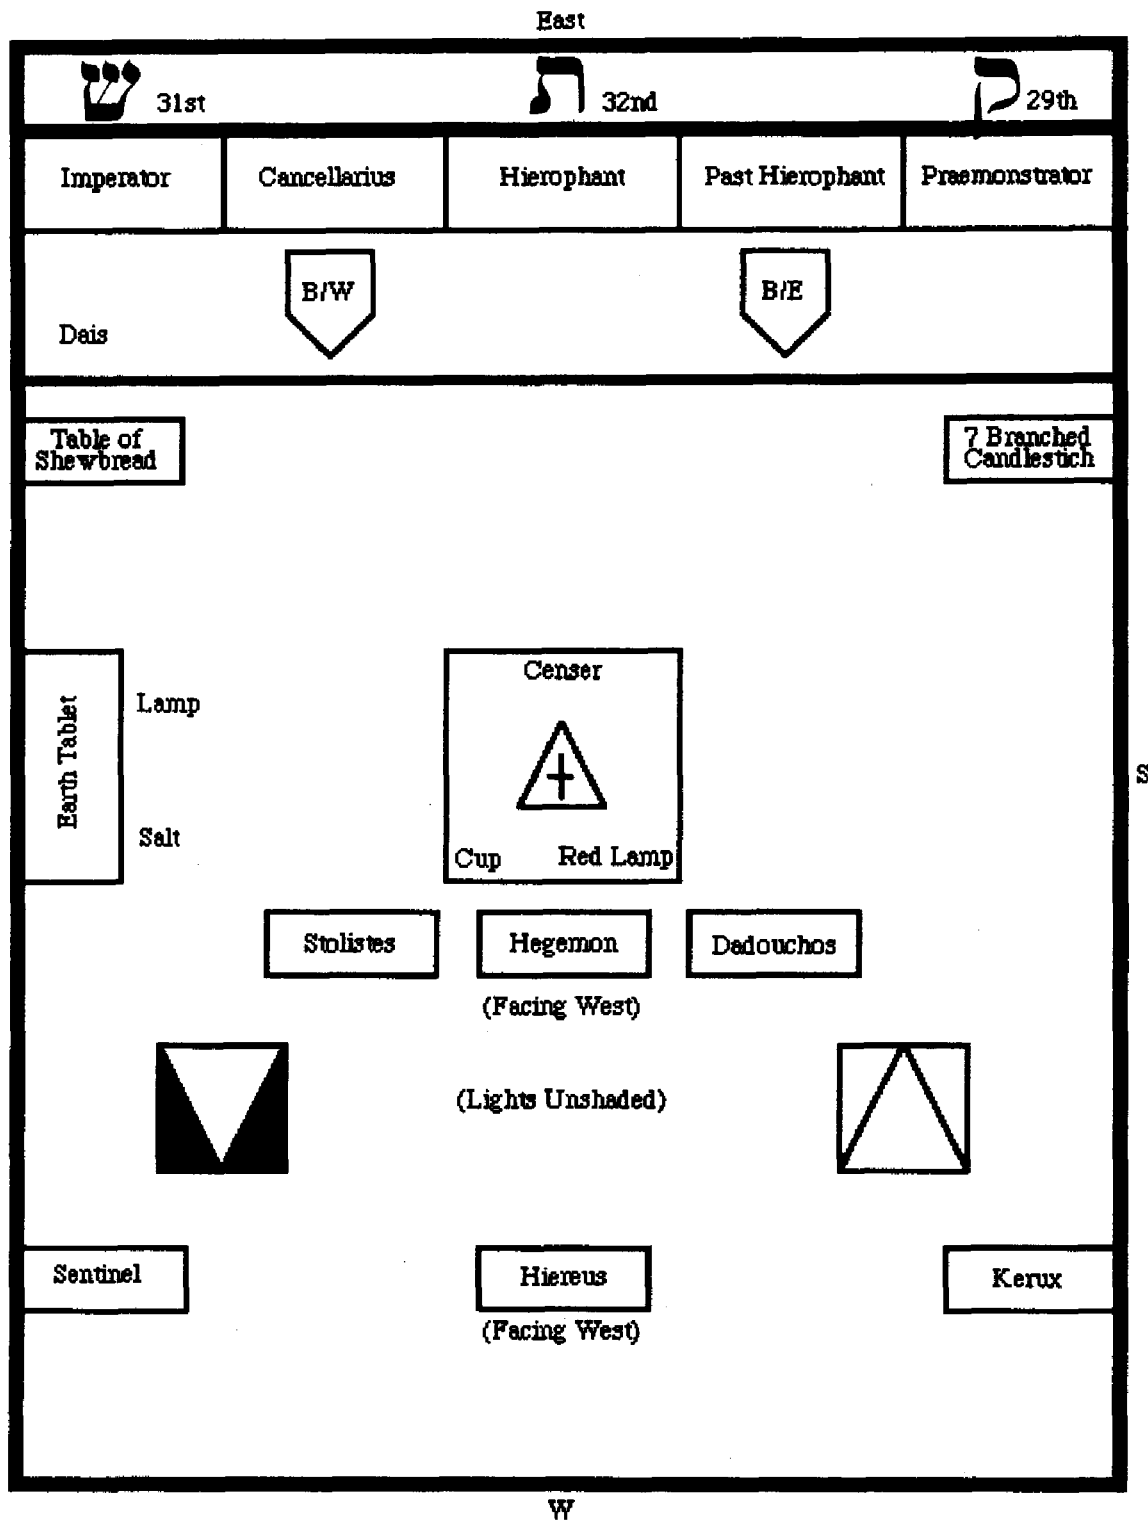 East
ש 31st
ת 32nd
ק 29th
Imperator
Cancellarius
Hierophant
Past Hierophant
Praemonstrator
B/W
B/E
Dais
Table of
Shewbread
7 Branched
Candlestich
Censer
Earth Tablet
Lamp
S
Salt
Cup
Red Lamp
Stolistes
Hegemon
Dadouchos
(Facing West)
(Lights Unshaded)
Sentinel
Hiereus
Kerux
(Facing West)
W